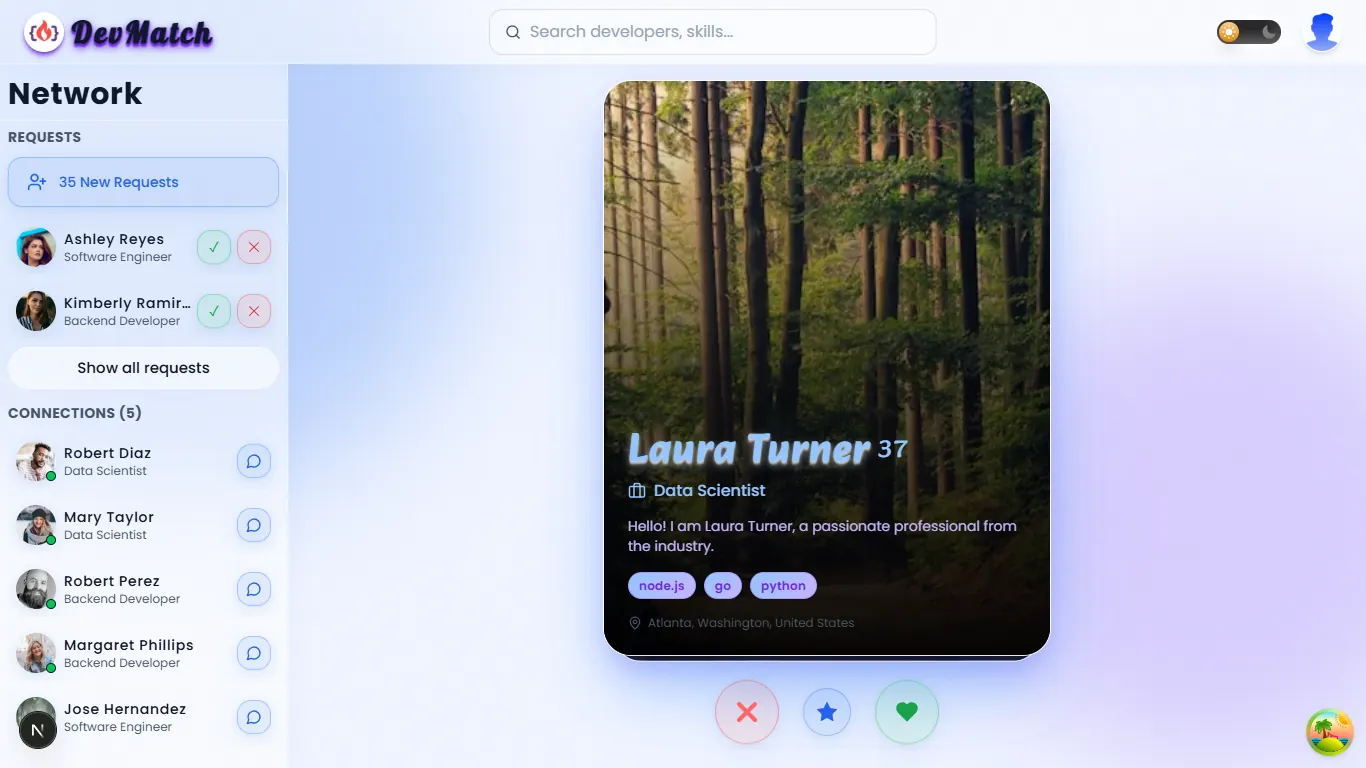 { } DevMatch
Search developers, skills...
Network
REQUESTS
35 New Requests
Ashley Reyes
Software Engineer
Kimberly Ramir...
Backend Developer
Show all requests
CONNECTIONS (5)
Robert Diaz
Data Scientist
Mary Taylor
Data Scientist
Robert Perez
Backend Developer
Margaret Phillips
Backend Developer
Jose Hernandez
Software Engineer
N
Laura Turner 37
Data Scientist
Hello! I am Laura Turner, a passionate professional from
the industry.
node.js go python
Atlanta, Washington, United States